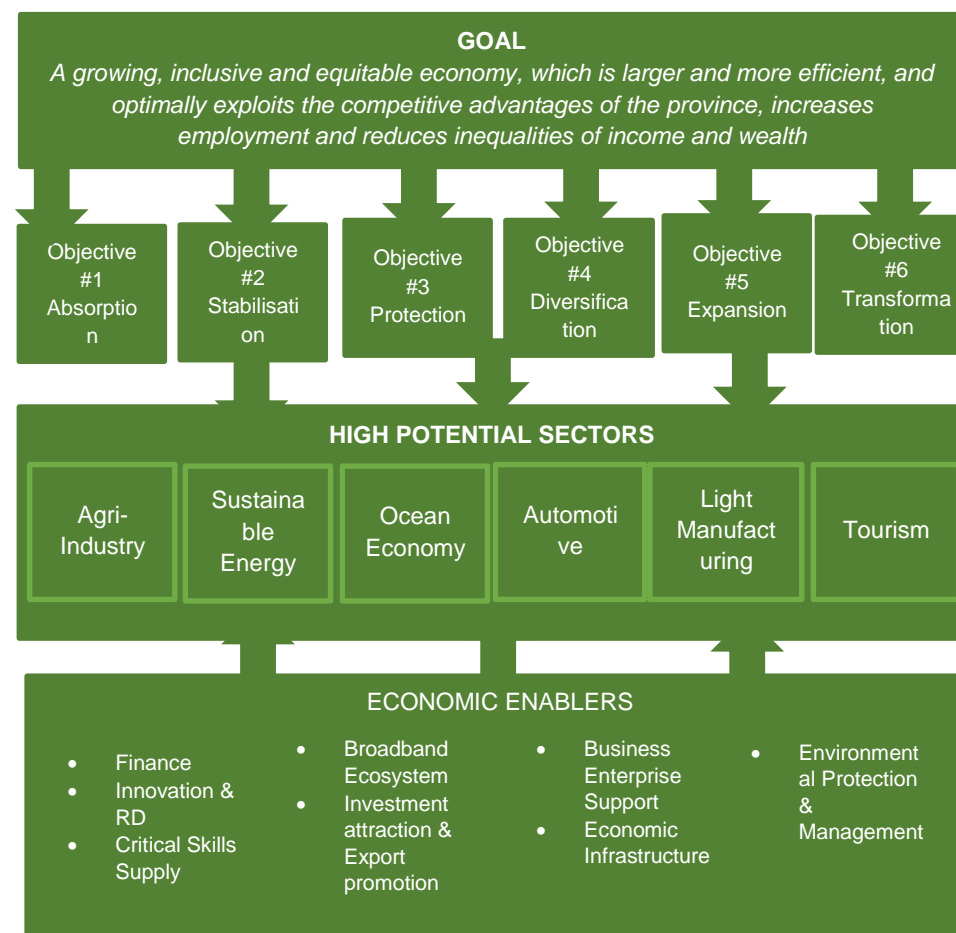 GOAL
A growing, inclusive and equitable economy, which is larger and more efficient, and
optimally exploits the competitive advantages of the province, increases
employment and reduces inequalities of income and wealth
Objective
#1
Absorptio
n
Objective
#2
Stabilisati
on
Objective
#3
Protection
Objective
#4
Diversifica
tion
Objective
#5
Expansion
Objective
#6
Transforma
tion
HIGH POTENTIAL SECTORS
Agri-
Industry
Sustaina
ble
Energy
Ocean
Economy
Automoti
ve
Light
Manufact
uring
Tourism
ECONOMIC ENABLERS
• Finance
• Innovation &
RD
• Critical Skills
Supply
• Broadband
Ecosystem
• Investment
attraction &
Export
promotion
• Business
Enterprise
Support
• Economic
Infrastructure
• Environment
al Protection
&
Management